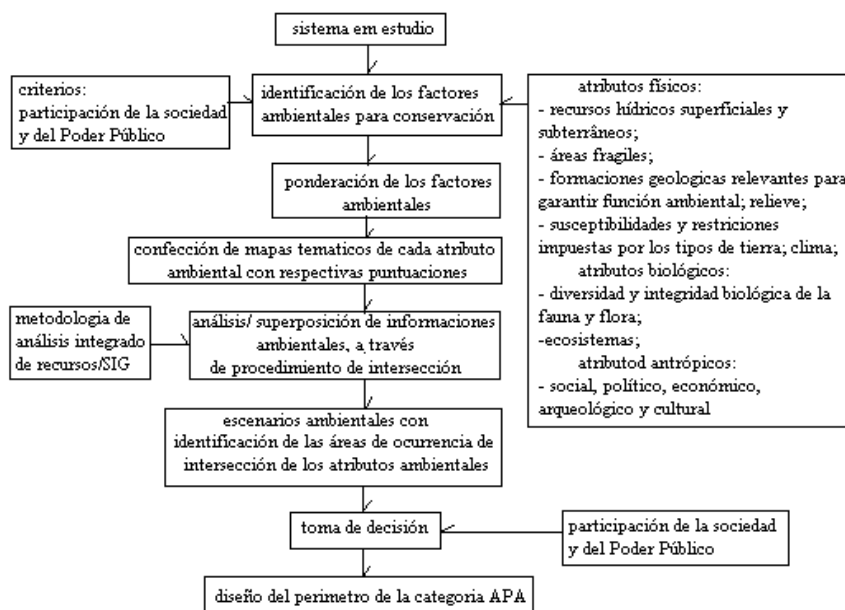 sistema em estudio
criterios:
participación de la sociedad
y del Poder Público
identificación de los factores
ambientales para conservación
atributos físicos:
- recursos hídricos superficiales y
subterrâneos;
- áreas fragiles;
- formaciones geologicas relevantes para
garantir función ambiental; relieve;
- susceptibilidades y restriciones
impuestas por los tipos de tierra; clima;
atributos biológicos:
- diversidad y integridad biológica de la
fauna y flora;
-ecosistemas;
atributod antrópicos:
- social, político, económico,
arqueológico y cultural
ponderación de los factores
ambientales
confección de mapas tematicos de cada atributo
ambiental con respectivas puntuaciones
metodologia de
análisis integrado
de recursos/SIG
análisis/ superposición de informaciones
ambientales, a través
de procedimiento de intersección
escenarios ambientales con
identificación de las áreas de ocurrencia de
intersección de los atributos ambientales
toma de decisión
participación de la sociedad
y del Poder Público
diseño del perimetro de la categoria APA